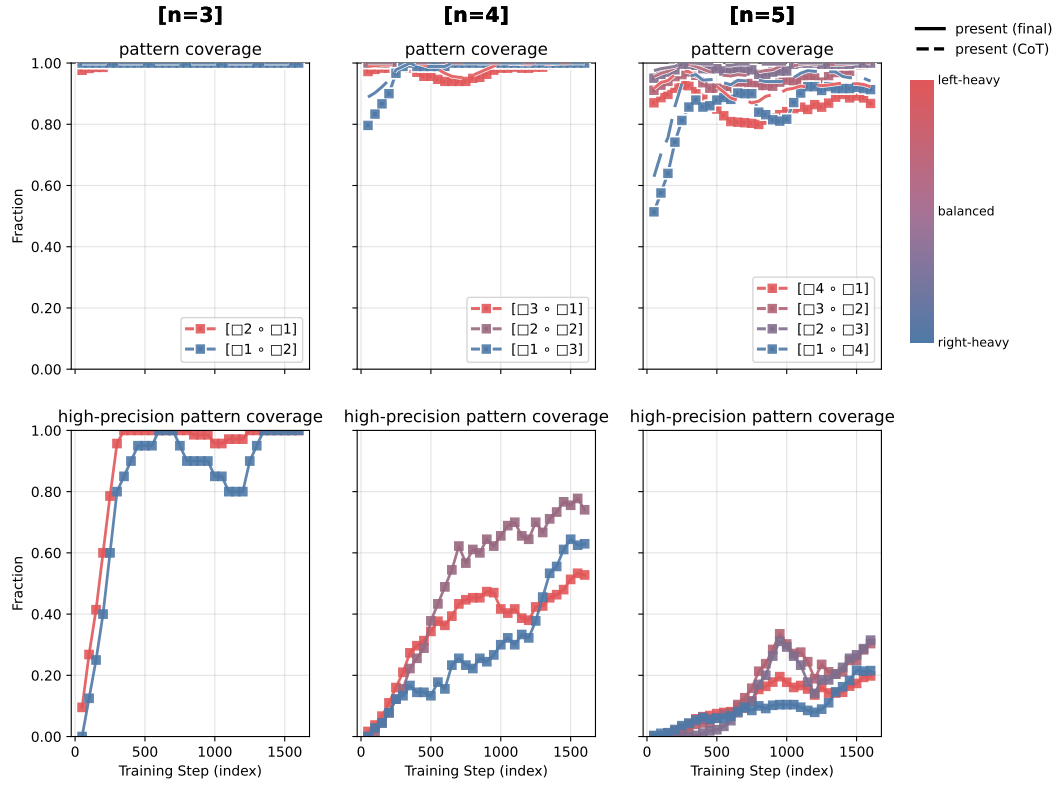 [n=3]
[n=4]
[n=5]
present (final)
present (CoT)
pattern coverage
pattern coverage
pattern coverage
left-heavy
balanced
right-heavy
Fraction
1.00
0.80
0.60
0.40
0.20
0.00
[□2 ∘ □1]
[□1 ∘ □2]
[□3 ∘ □1]
[□2 ∘ □2]
[□1 ∘ □3]
[□4 ∘ □1]
[□3 ∘ □2]
[□2 ∘ □3]
[□1 ∘ □4]
high-precision pattern coverage
high-precision pattern coverage
high-precision pattern coverage
Fraction
1.00
0.80
0.60
0.40
0.20
0.00
0 500 1000 1500
0 500 1000 1500
0 500 1000 1500
Training Step (index)
Training Step (index)
Training Step (index)